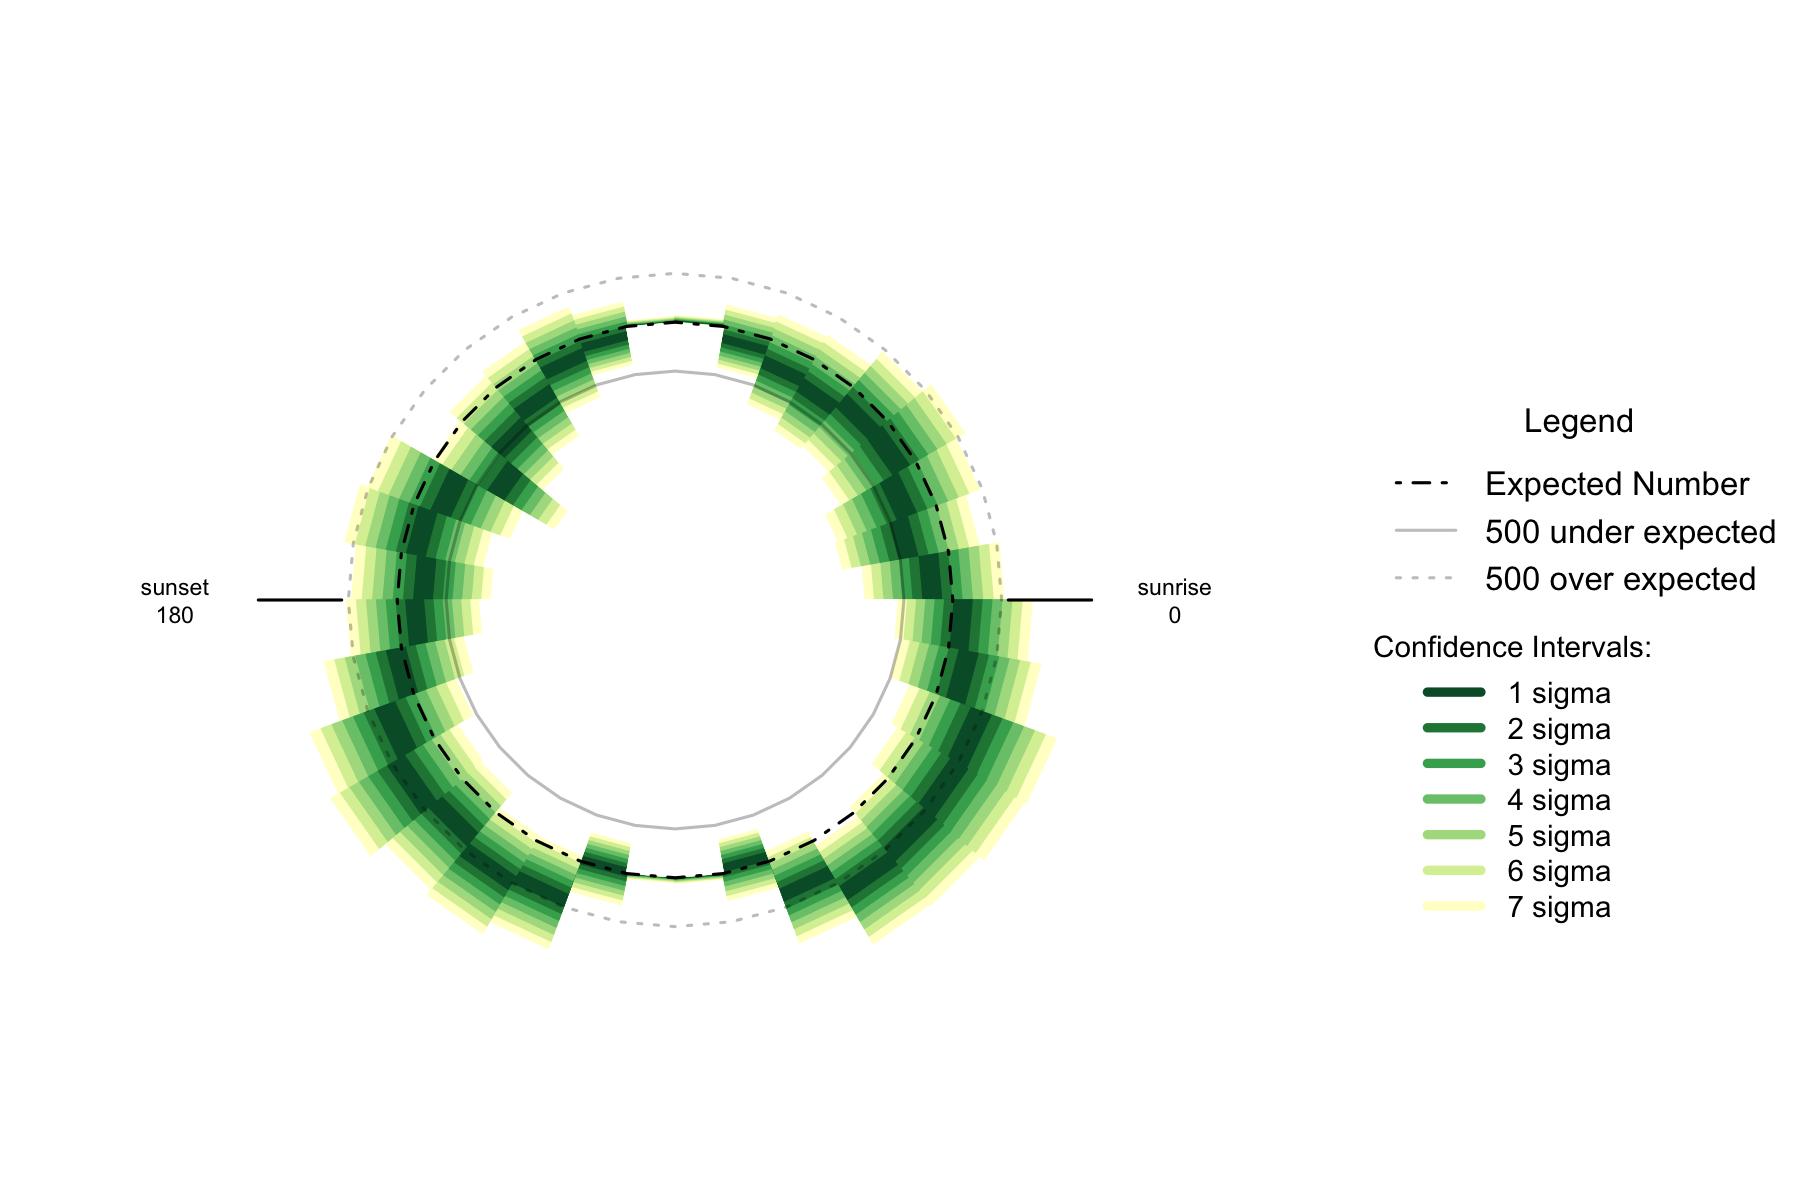 sunset
180
sunrise
0
Legend
Expected Number
500 under expected
500 over expected
Confidence Intervals:
1 sigma
2 sigma
3 sigma
4 sigma
5 sigma
6 sigma
7 sigma